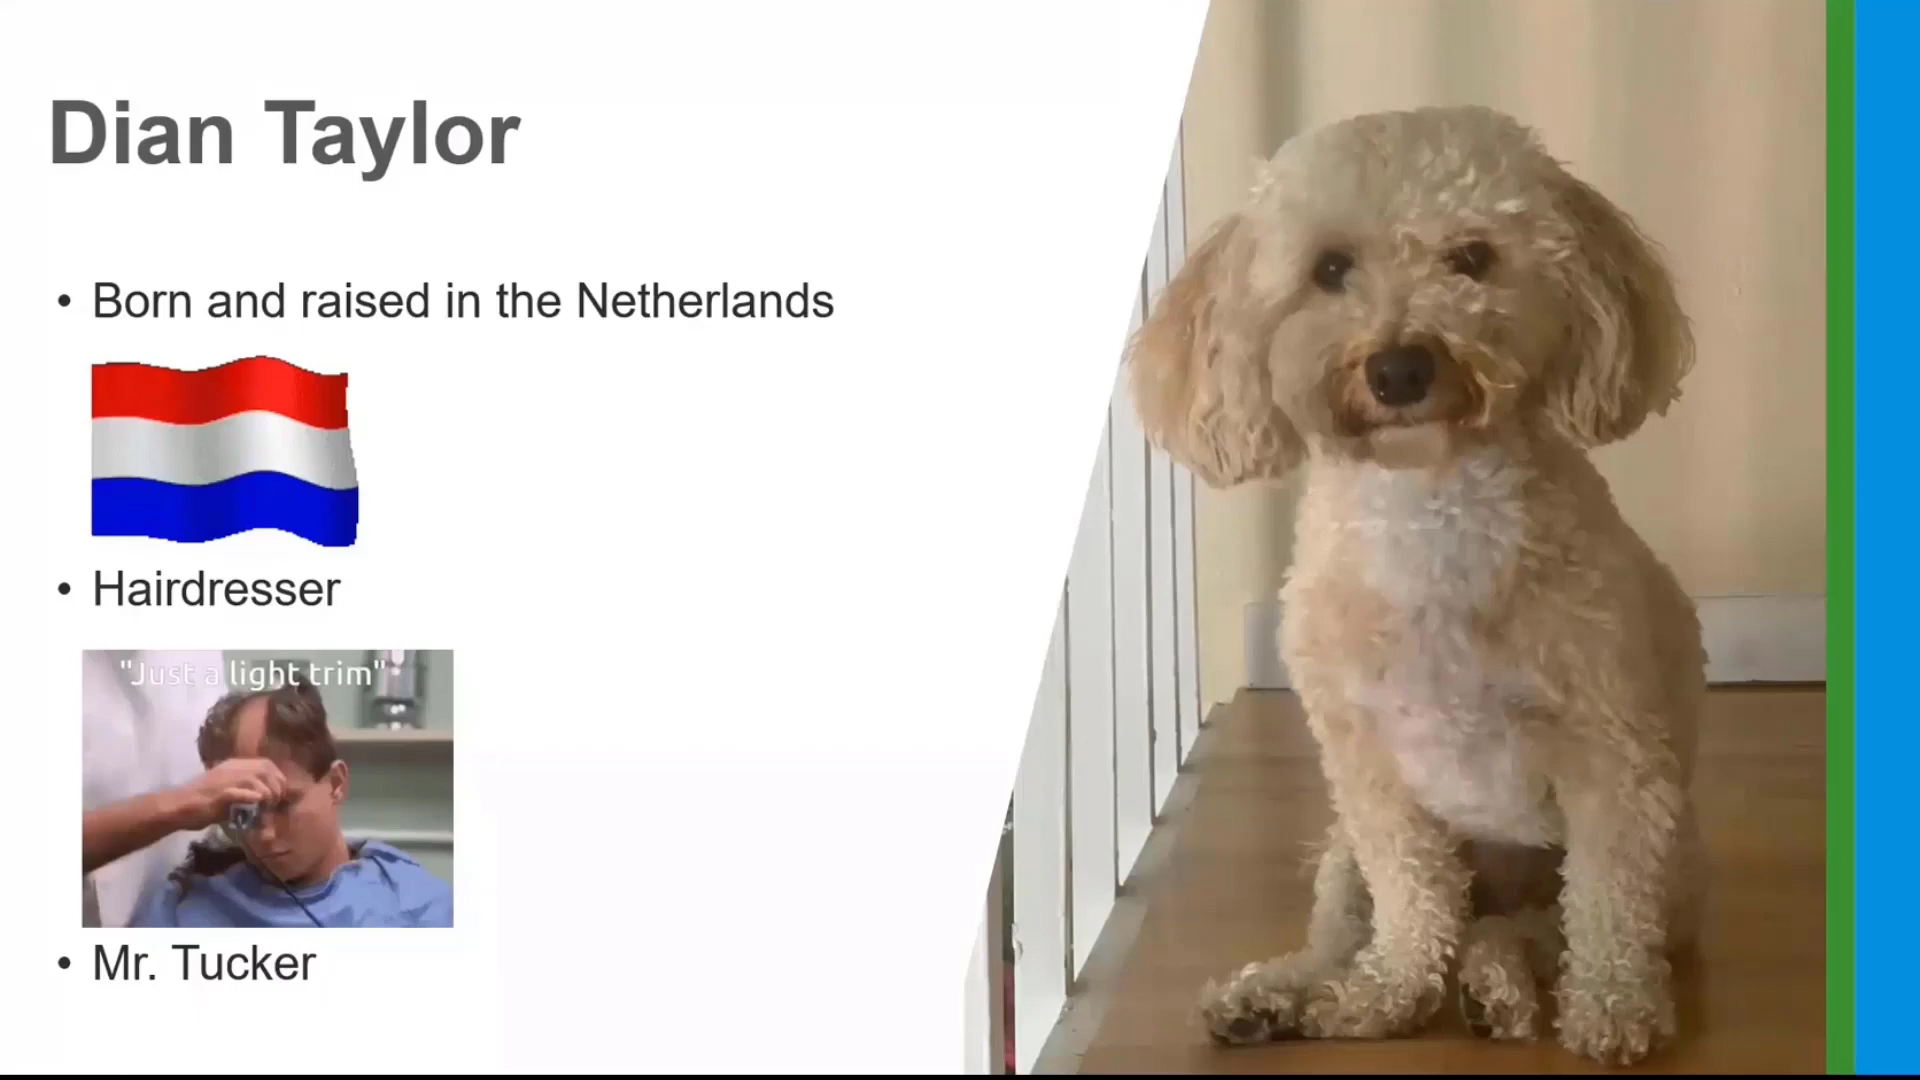 Dian Taylor
• Born and raised in the Netherlands
• Hairdresser
"Just a light trim"
• Mr. Tucker